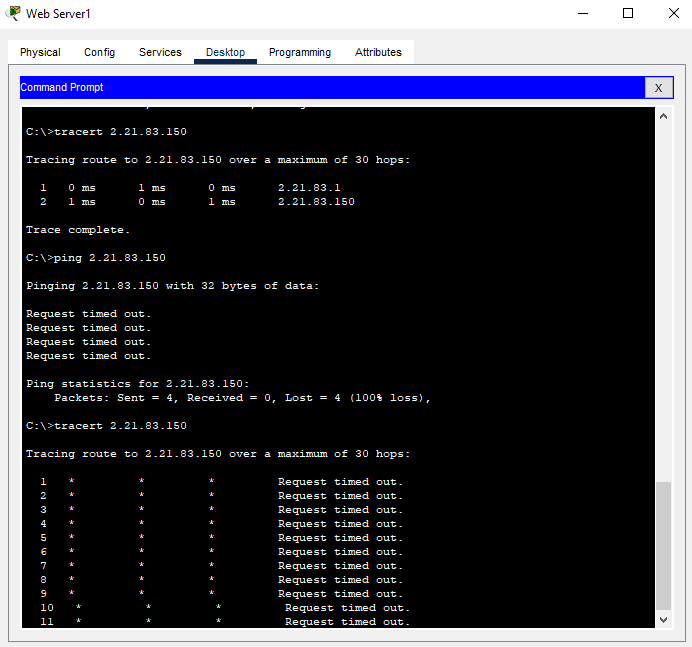 Web Server1
Physical Config Services Desktop Programming Attributes
Command Prompt X
C:\>tracert 2.21.83.150
Tracing route to 2.21.83.150 over a maximum of 30 hops:
1 0 ms 1 ms 0 ms 2.21.83.1
2 1 ms 0 ms 1 ms 2.21.83.150
Trace complete.
C:\>ping 2.21.83.150
Pinging 2.21.83.150 with 32 bytes of data:
Request timed out.
Request timed out.
Request timed out.
Request timed out.
Ping statistics for 2.21.83.150:
Packets: Sent = 4, Received = 0, Lost = 4 (100% loss),
C:\>tracert 2.21.83.150
Tracing route to 2.21.83.150 over a maximum of 30 hops:
1 * * * Request timed out.
2 * * * Request timed out.
3 * * * Request timed out.
4 * * * Request timed out.
5 * * * Request timed out.
6 * * * Request timed out.
7 * * * Request timed out.
8 * * * Request timed out.
9 * * * Request timed out.
10 * * * Request timed out.
11 * * * Request timed out.